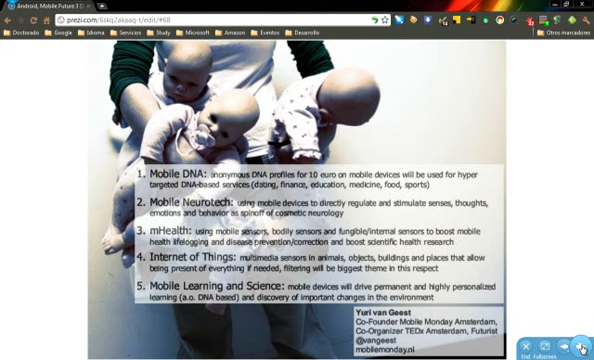 Android, Mobile Future 3 D
prezi.com/6skq2akaaq-t/edit/#68
Doctorado Google Idioma Servicios Study Microsoft Amazon Eventos Desarrollo Otros marcadores
1. Mobile DNA: anonymous DNA profiles for 10 euro on mobile devices will be used for hyper
targeted DNA-based services (dating, finance, education, medicine, food, sports)
2. Mobile Neurotech: using mobile devices to directly regulate and stimulate senses, thoughts,
emotions and behavior as spinoff of cosmetic neurology
3. mHealth: using mobile sensors, bodily sensors and fungible/internal sensors to boost mobile
health lifelogging and disease prevention/correction and boost scientific health research
4. Internet of Things: multimedia sensors in animals, objects, buildings and places that allow
being present of everything if needed, filtering will be biggest theme in this respect
5. Mobile Learning and Science: mobile devices will drive permanent and highly personalized
learning (a.o. DNA based) and discovery of important changes in the environment
Yuri van Geest
Co-Founder Mobile Monday Amsterdam,
Co-Organizer TEDx Amsterdam, Futurist
@vangeest
mobilemonday.nl
End Fullscreen